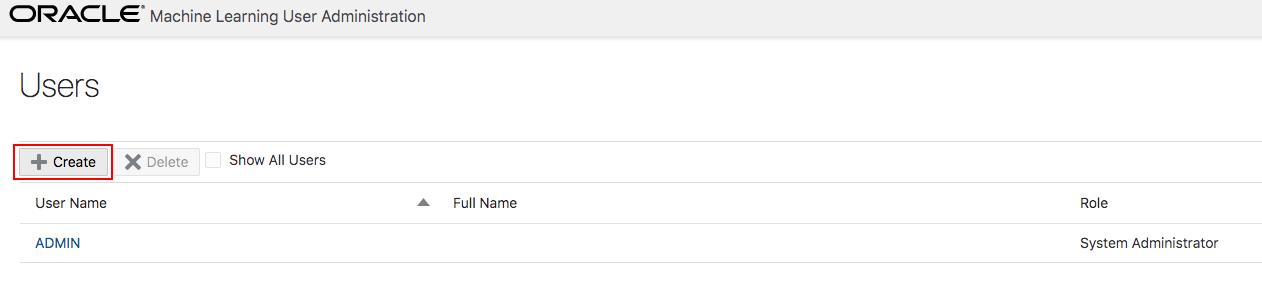 ORACLE® Machine Learning User Administration
Users
Create Delete Show All Users
User Name Full Name Role
ADMIN System Administrator